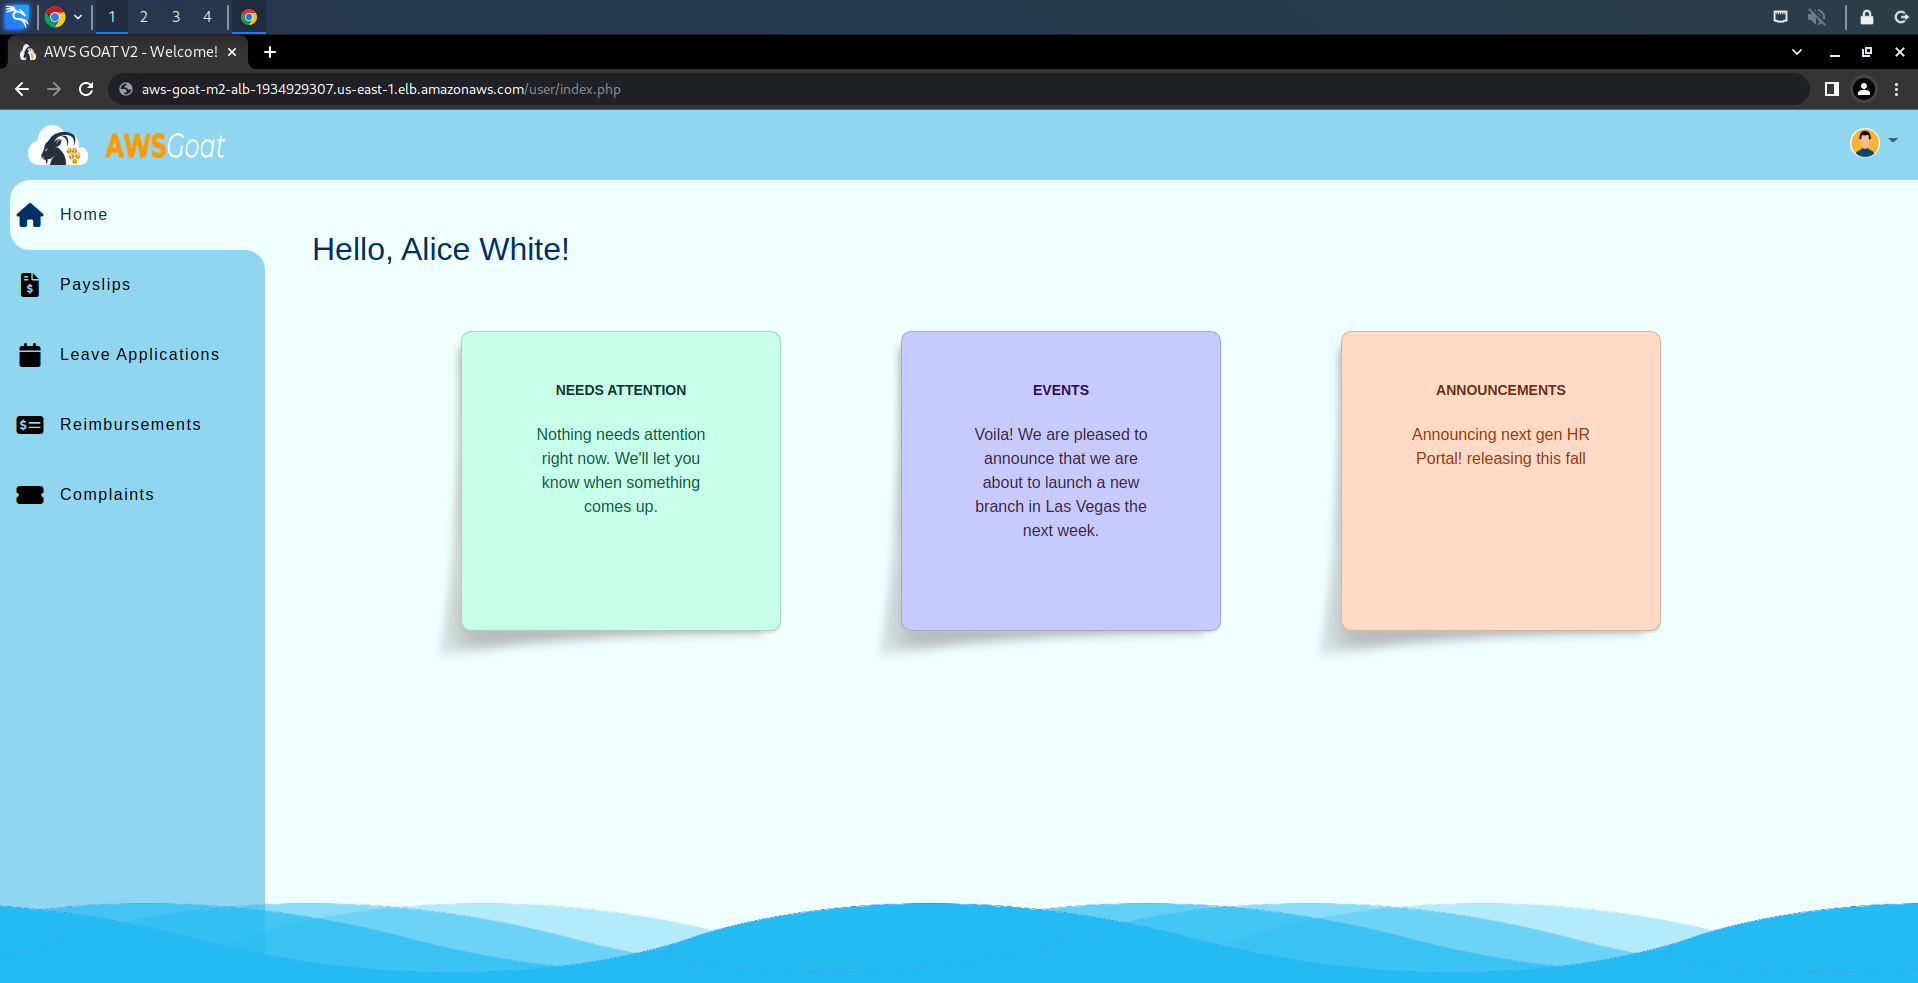 1 2 3 4
AWS GOAT V2 - Welcome!
aws-goat-m2-alb-1934929307.us-east-1.elb.amazonaws.com/user/index.php
AWSGoat
Home
Payslips
Leave Applications
Reimbursements
Complaints
Hello, Alice White!
NEEDS ATTENTION
Nothing needs attention
right now. We'll let you
know when something
comes up.
EVENTS
Voila! We are pleased to
announce that we are
about to launch a new
branch in Las Vegas the
next week.
ANNOUNCEMENTS
Announcing next gen HR
Portal! releasing this fall